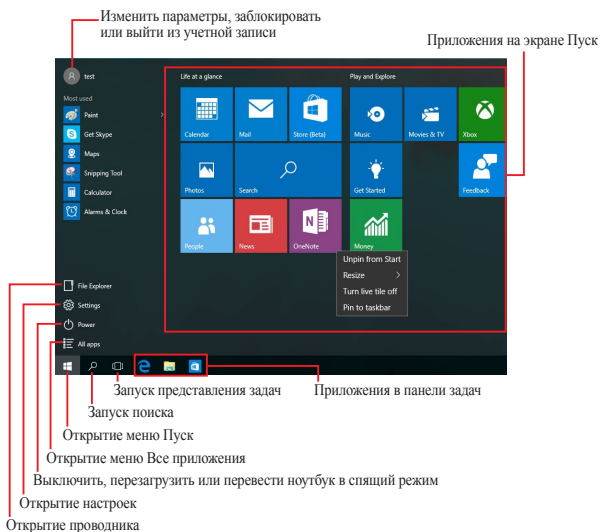 Изменить параметры, заблокировать
или выйти из учетной записи
Приложения на экране Пуск
test
Life at a glance
Play and Explore
Most used
Paint
Get Skype
Maps
Snipping Tool
Calculator
Alarms & Clock
Calendar
Mail
Store (Beta)
Music
Movies & TV
Xbox
Photos
Search
Get Started
Feedback
People
News
OneNote
Money
Unpin from Start
Resize
Turn live tile off
Pin to taskbar
File Explorer
Settings
Power
All apps
Запуск представления задач
Приложения в панели задач
Запуск поиска
Открытие меню Пуск
Открытие меню Все приложения
Выключить, перезагрузить или перевести ноутбук в спящий режим
Открытие настроек
Открытие проводника